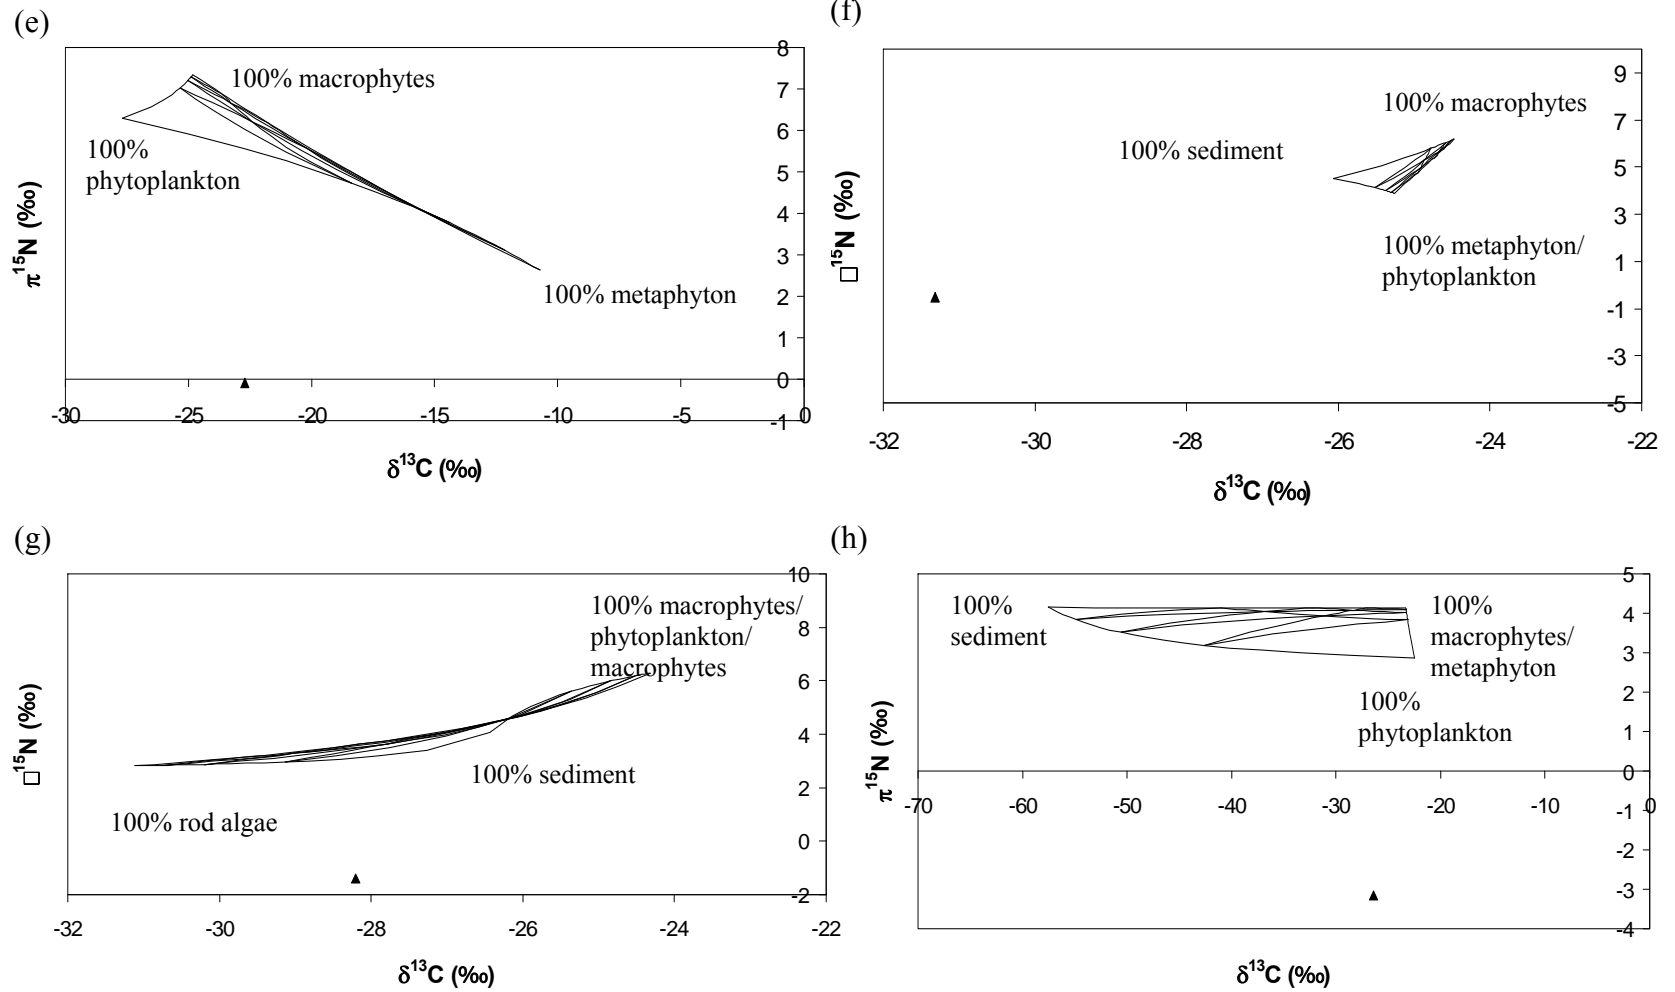 (e)
8
7
6
5
4
3
2
1
0
-1
100% macrophytes
100%
phytoplankton
100% metaphyton
π15N (‰)
-30 -25 -20 -15 -10 -5 0
δ13C (‰)
(f)
9
7
5
3
1
-1
-3
-5
100% macrophytes
100% sediment
100% metaphyton/
phytoplankton
□15N (‰)
-32 -30 -28 -26 -24 -22
δ13C (‰)
(g)
10
8
6
4
2
0
-2
100% macrophytes/
phytoplankton/
macrophytes
100% sediment
100% rod algae
□15N (‰)
-32 -30 -28 -26 -24 -22
δ13C (‰)
(h)
5
4
3
2
1
0
-1
-2
-3
-4
100%
sediment
100%
macrophytes/
metaphyton
100%
phytoplankton
π15N (‰)
-70 -60 -50 -40 -30 -20 -10 0
δ13C (‰)